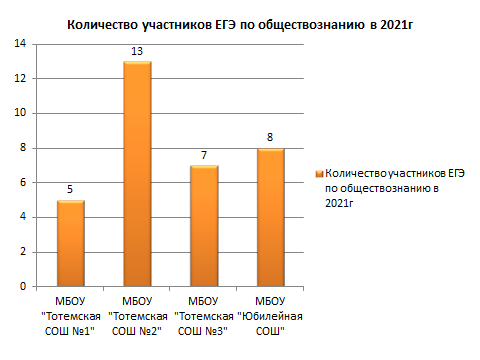 Количество участников ЕГЭ по обществознанию в 2021г
14
12
10
8
6
4
2
0
5
13
7
8
МБОУ
"Тотемская
СОШ №1"
МБОУ
"Тотемская
СОШ №2"
МБОУ
"Тотемская
СОШ №3"
МБОУ
"Юбилейная
СОШ"
Количество участников ЕГЭ
по обществознанию в
2021г